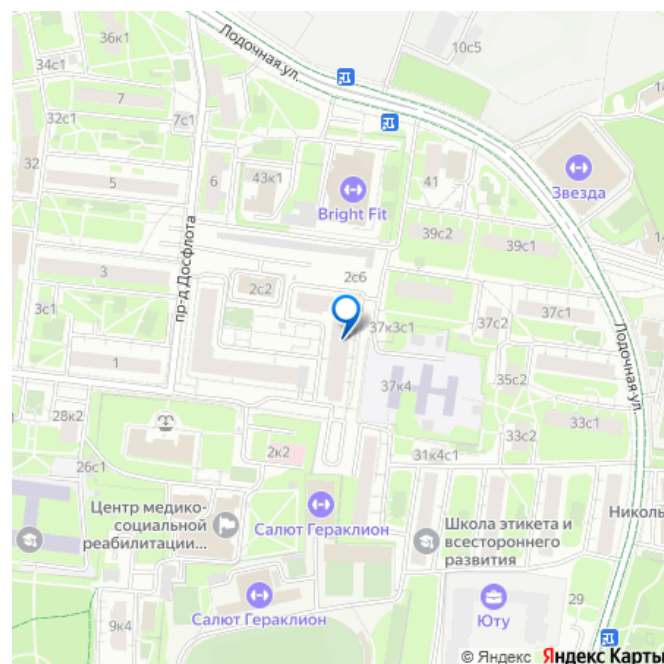 36к1
Лодочная ул.
10с5
34с1
7
32с1
7с1
32
5
6
43к1
Bright Fit
41
Звезда
39с2
39с1
пр-д Досфлота
3
2с2
2с6
3с1
37к3с1
37с2
37с1
Лодочная ул.
1
37к4
35с2
28к2
33с2
33с1
2к2
31к4с1
26с1
Центр медико-
социальной
реабилитации...
Салют Гераклион
Школа этикета и
всестороннего
развития
Николь
Салют Гераклион
Юту
29
9к4
© Яндекс Яндекс Карты